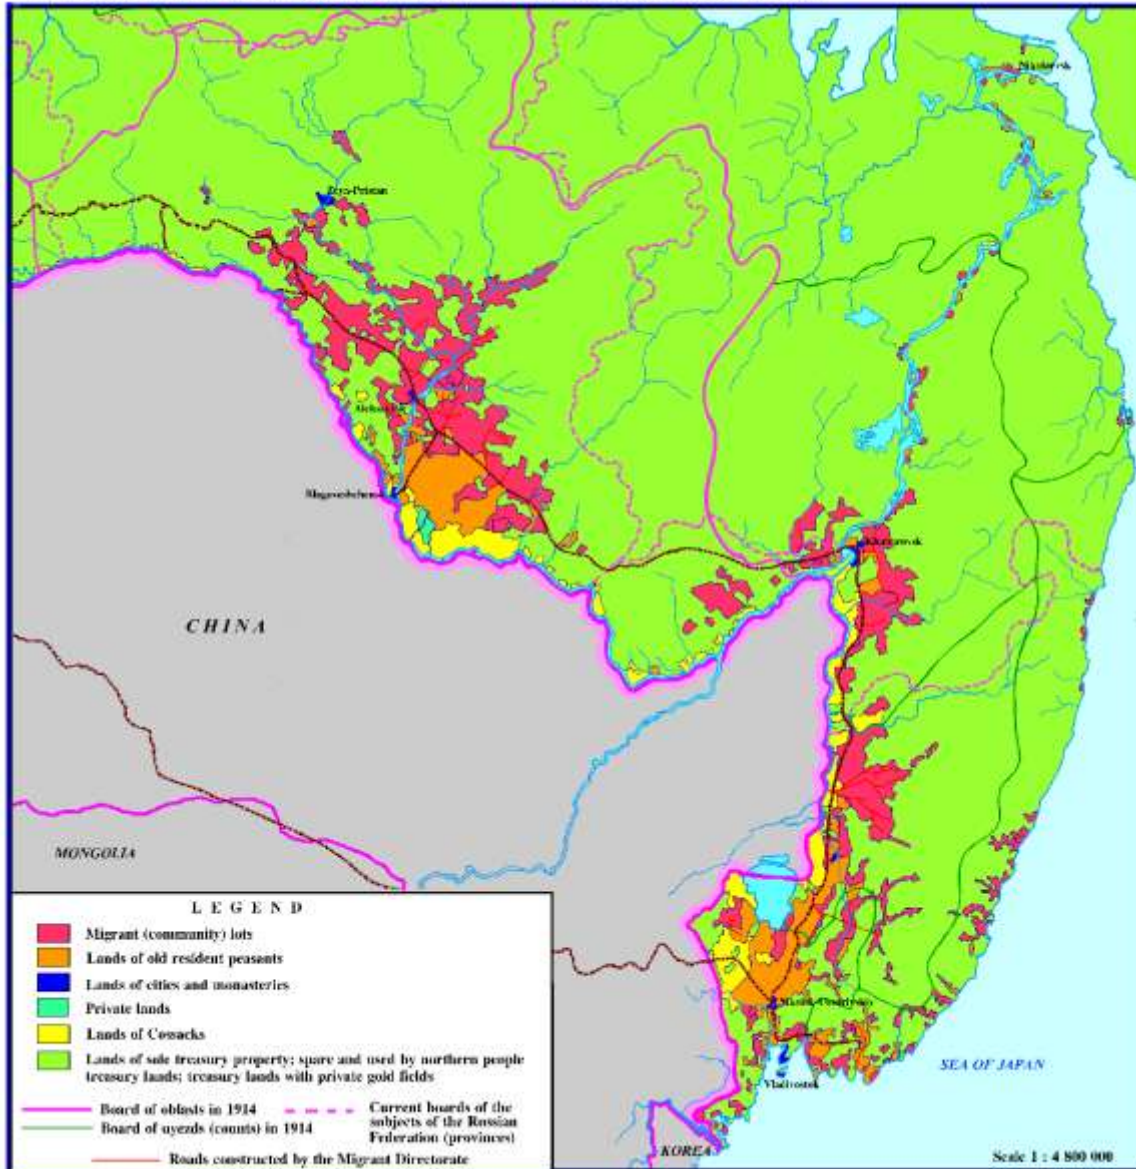 Nikolaevsk
Zeya-Pristan
Khabarovsk
CHINA
MONGOLIA
Vladivostok
SEA OF JAPAN
KOREA
LEGEND
Migrant (community) lots
Lands of old resident peasants
Lands of cities and monasteries
Private lands
Lands of Cossacks
Lands of sole treasury property; spare and used by northern people
treasury lands; treasury lands with private gold fields
Board of oblasts in 1914
Board of uyezds (counts) in 1914
Current boards of the
subjects of the Russian
Federation (provinces)
Roads constructed by the Migrant Directorate
Scale 1 : 4 800 000